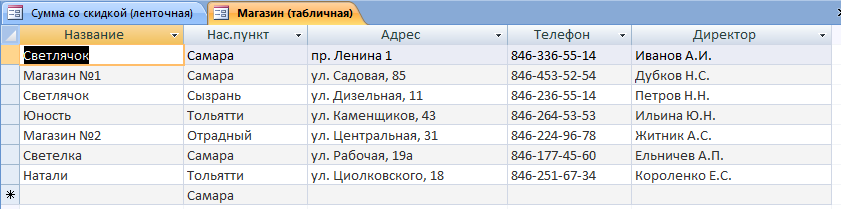 Сумма со скидкой (ленточная) Магазин (табличная)
Название Нас.пункт Адрес Телефон Директор
Светлячок Самара пр. Ленина 1 846-336-55-14 Иванов А.И.
Магазин №1 Самара ул. Садовая, 85 846-453-52-54 Дубков Н.С.
Светлячок Сызрань ул. Дизельная, 11 846-236-55-14 Петров Н.Н.
Юность Тольятти ул. Каменщиков, 43 846-264-53-53 Ильина Ю.Н.
Магазин №2 Отрадный ул. Центральная, 31 846-224-96-78 Житник А.С.
Светелка Самара ул. Рабочая, 19а 846-177-45-60 Ельничев А.П.
Натали Тольятти ул. Циолковского, 18 846-251-67-34 Короленко Е.С.
Самара